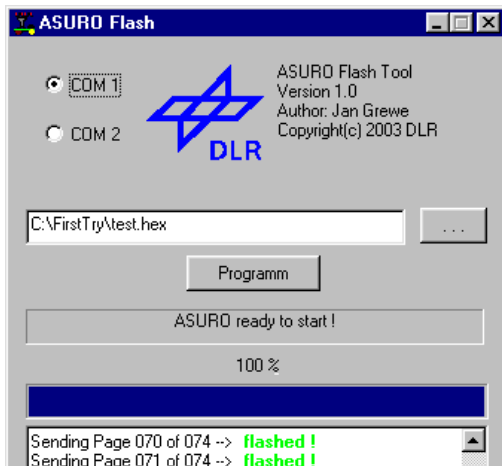 ASURO Flash
COM 1
COM 2
DLR
ASURO Flash Tool
Version 1.0
Author: Jan Grewe
Copyright(c) 2003 DLR
C:\FirstTry\test.hex
...
Programm
ASURO ready to start !
100 %
Sending Page 070 of 074 --> flashed !
Sending Page 071 of 074 --> flashed !